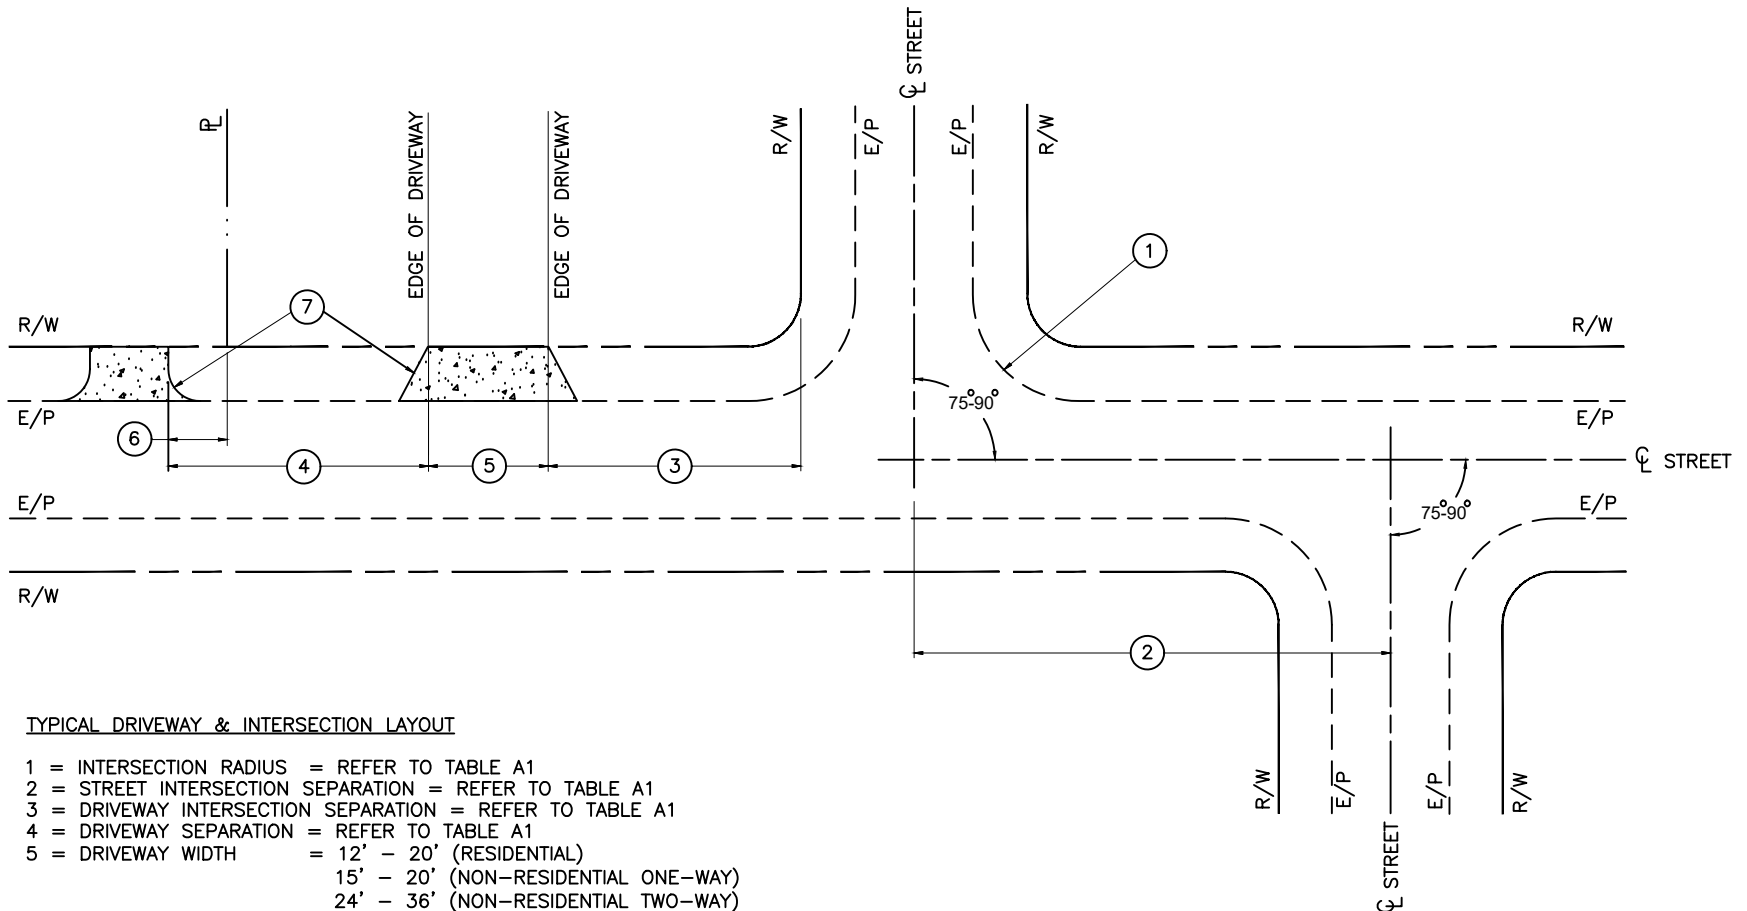 ℄ STREET
⅊
EDGE OF DRIVEWAY
EDGE OF DRIVEWAY
R/W
E/P
E/P
R/W
1
7
R/W
R/W
75-90°
E/P
E/P
6
4
5
3
℄ STREET
E/P
75-90°
E/P
R/W
2
R/W
E/P
E/P
R/W
℄ STREET
TYPICAL DRIVEWAY & INTERSECTION LAYOUT
1 = INTERSECTION RADIUS = REFER TO TABLE A1
2 = STREET INTERSECTION SEPARATION = REFER TO TABLE A1
3 = DRIVEWAY INTERSECTION SEPARATION = REFER TO TABLE A1
4 = DRIVEWAY SEPARATION = REFER TO TABLE A1
5 = DRIVEWAY WIDTH = 12' - 20' (RESIDENTIAL)
15' - 20' (NON-RESIDENTIAL ONE-WAY)
24' - 36' (NON-RESIDENTIAL TWO-WAY)